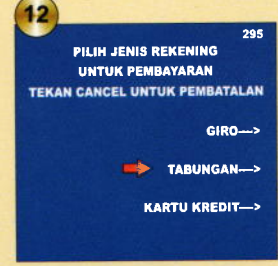 12
295
PILIH JENIS REKENING
UNTUK PEMBAYARAN
TEKAN CANCEL UNTUK PEMBATALAN
GIRO--->
TABUNGAN--->
KARTU KREDIT--->